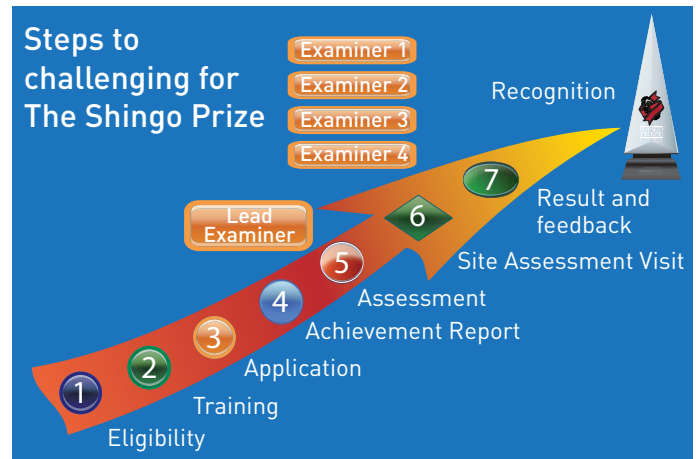 Steps to
challenging for
The Shingo Prize
Examiner 1
Examiner 2
Examiner 3
Examiner 4
Recognition
Lead
Examiner
7
Result and
feedback
6
Site Assessment Visit
5
Assessment
4
Achievement Report
3
Application
2
Training
1
Eligibility